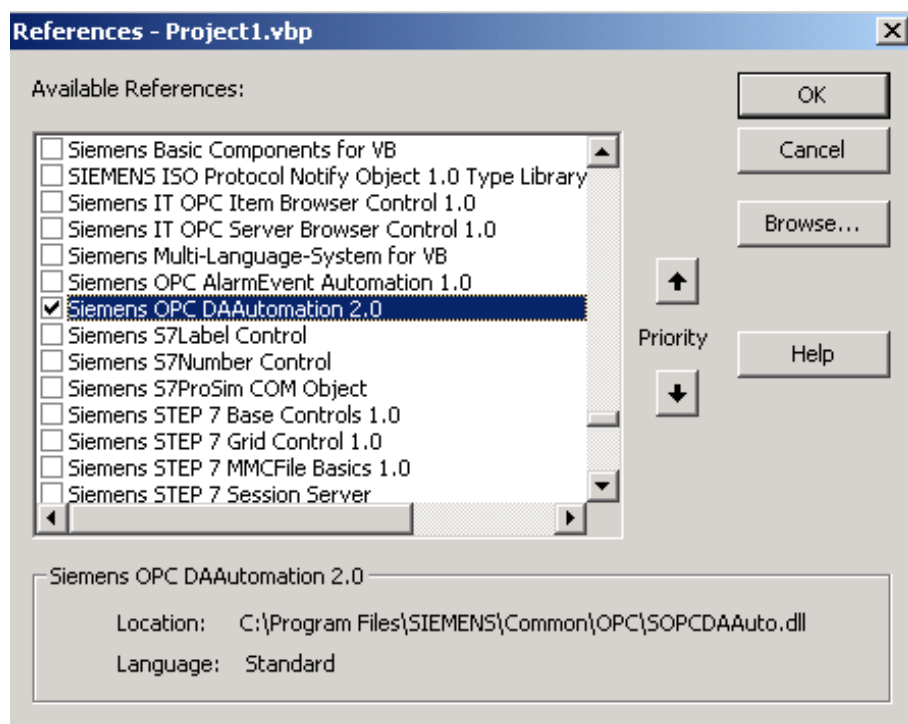 References - Project1.vbp
Available References:
Siemens Basic Components for VB
SIEMENS ISO Protocol Notify Object 1.0 Type Library
Siemens IT OPC Item Browser Control 1.0
Siemens IT OPC Server Browser Control 1.0
Siemens Multi-Language-System for VB
Siemens OPC AlarmEvent Automation 1.0
Siemens OPC DAAutomation 2.0
Siemens S7Label Control
Siemens S7Number Control
Siemens S7ProSim COM Object
Siemens STEP 7 Base Controls 1.0
Siemens STEP 7 Grid Control 1.0
Siemens STEP 7 MMCFile Basics 1.0
Siemens STEP 7 Session Server
Priority
OK
Cancel
Browse...
Help
Siemens OPC DAAutomation 2.0
Location: C:\Program Files\SIEMENS\Common\OPC\SOPCDAAuto.dll
Language: Standard